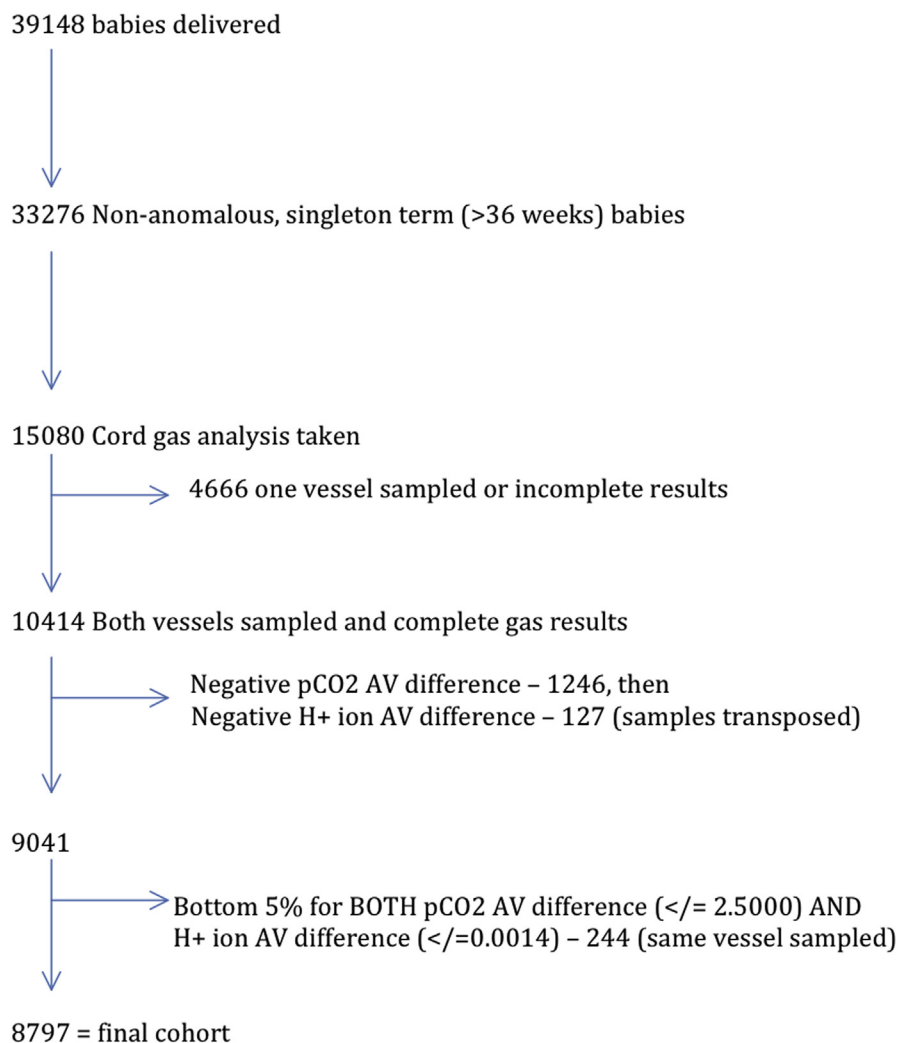 39148 babies delivered
33276 Non-anomalous, singleton term (>36 weeks) babies
15080 Cord gas analysis taken
4666 one vessel sampled or incomplete results
10414 Both vessels sampled and complete gas results
Negative pCO2 AV difference – 1246, then
Negative H+ ion AV difference – 127 (samples transposed)
9041
Bottom 5% for BOTH pCO2 AV difference (</= 2.5000) AND
H+ ion AV difference (</=0.0014) – 244 (same vessel sampled)
8797 = final cohort